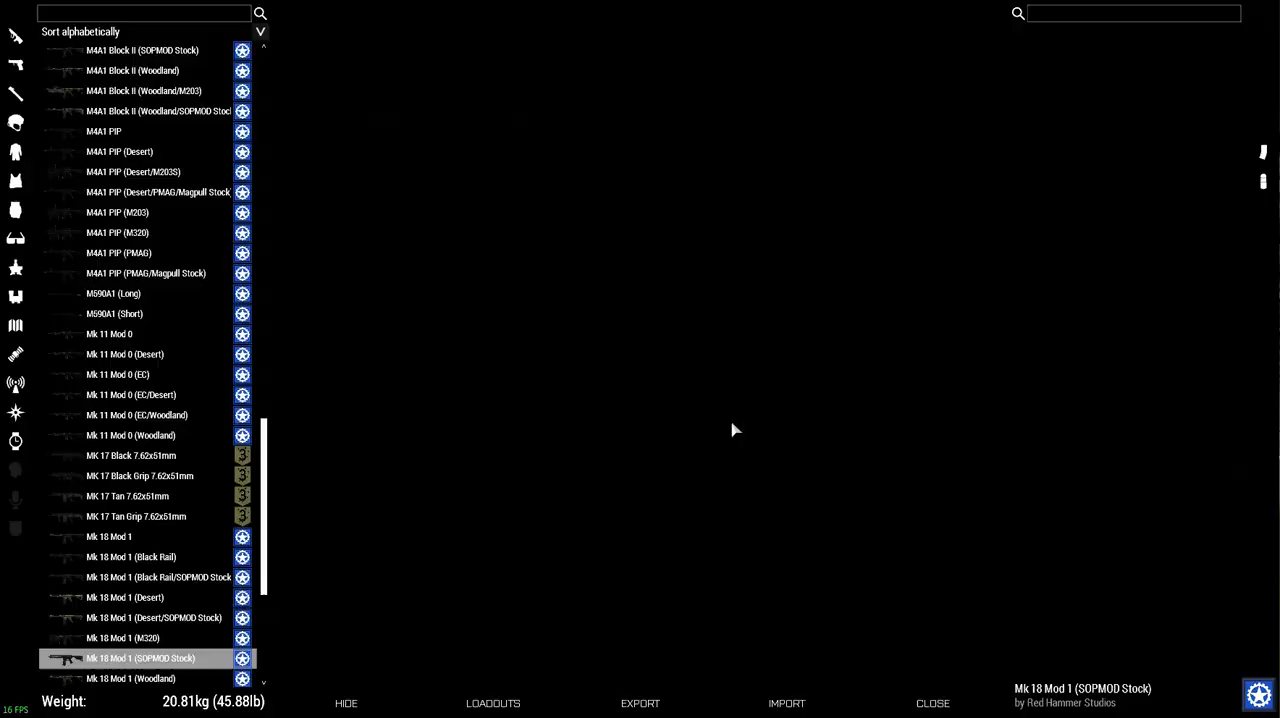 Sort alphabetically
V
M4A1 Block II (SOPMOD Stock)
M4A1 Block II (Woodland)
M4A1 Block II (Woodland/M203)
M4A1 Block II (Woodland/SOPMOD Stoc
M4A1 PIP
M4A1 PIP (Desert)
M4A1 PIP (Desert/M203S)
M4A1 PIP (Desert/PMAG/Magpull Stock
M4A1 PIP (M203)
M4A1 PIP (M320)
M4A1 PIP (PMAG)
M4A1 PIP (PMAG/Magpull Stock)
M590A1 (Long)
M590A1 (Short)
Mk 11 Mod 0
Mk 11 Mod 0 (Desert)
Mk 11 Mod 0 (EC)
Mk 11 Mod 0 (EC/Desert)
Mk 11 Mod 0 (EC/Woodland)
Mk 11 Mod 0 (Woodland)
MK 17 Black 7.62x51mm 3
MK 17 Black Grip 7.62x51mm 3
MK 17 Tan 7.62x51mm 3
MK 17 Tan Grip 7.62x51mm 3
Mk 18 Mod 1
Mk 18 Mod 1 (Black Rail)
Mk 18 Mod 1 (Black Rail/SOPMOD Stock
Mk 18 Mod 1 (Desert)
Mk 18 Mod 1 (Desert/SOPMOD Stock)
Mk 18 Mod 1 (M320)
Mk 18 Mod 1 (SOPMOD Stock)
Mk 18 Mod 1 (Woodland)
Weight: 20.81kg (45.88lb)
HIDE LOADOUTS EXPORT IMPORT CLOSE
Mk 18 Mod 1 (SOPMOD Stock)
by Red Hammer Studios
16 FPS